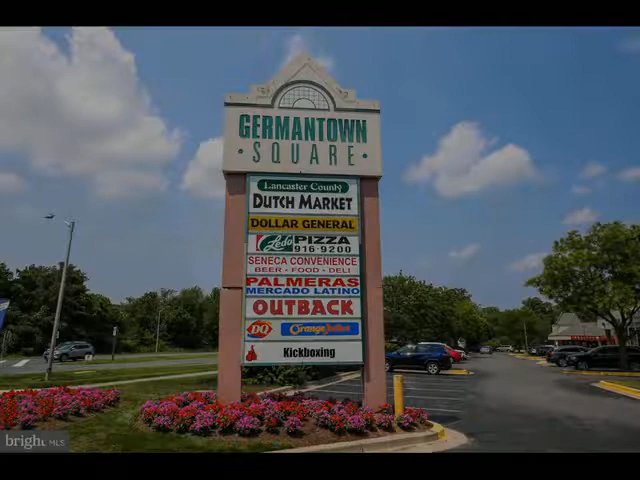 GERMANTOWN
• SQUARE •
Lancaster County
DUTCH MARKET
DOLLAR GENERAL
Ledo PIZZA
916-9200
SENECA CONVENIENCE
BEER • FOOD • DELI
PALMERAS
MERCADO LATINO
OUTBACK
DQ Orange Julius
Kickboxing
bright MLS